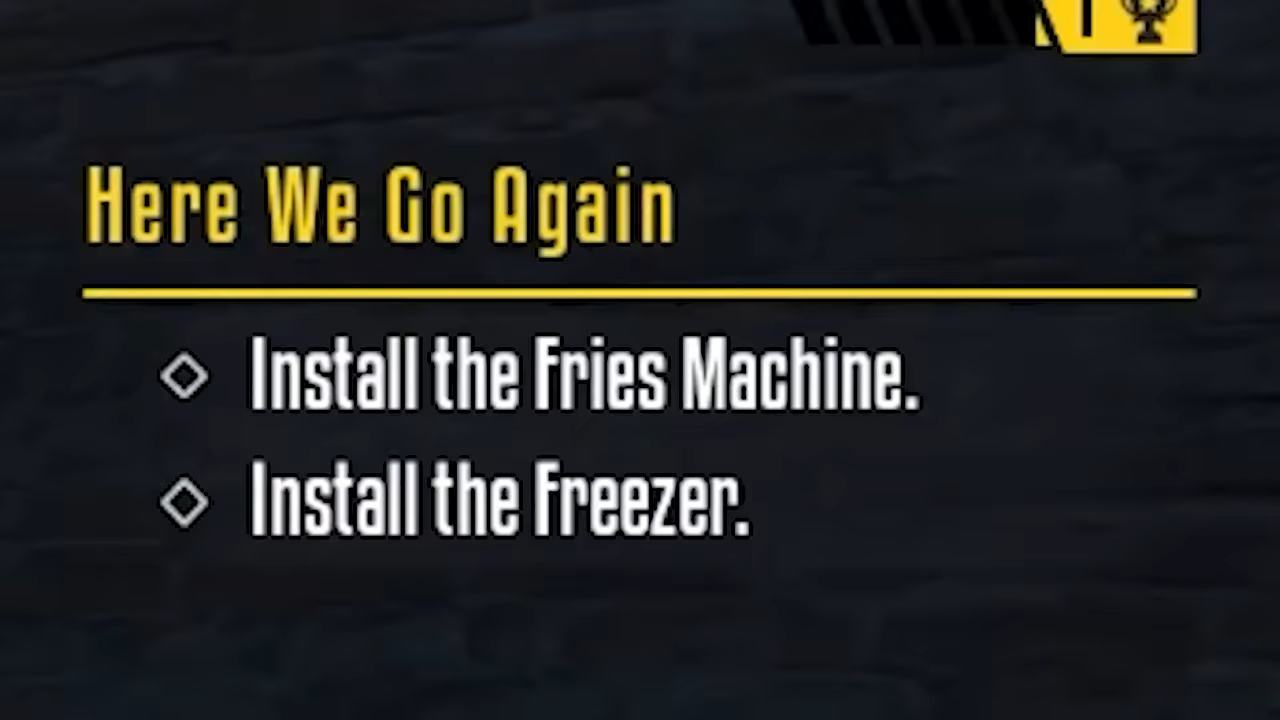 Here We Go Again
Install the Fries Machine.
Install the Freezer.